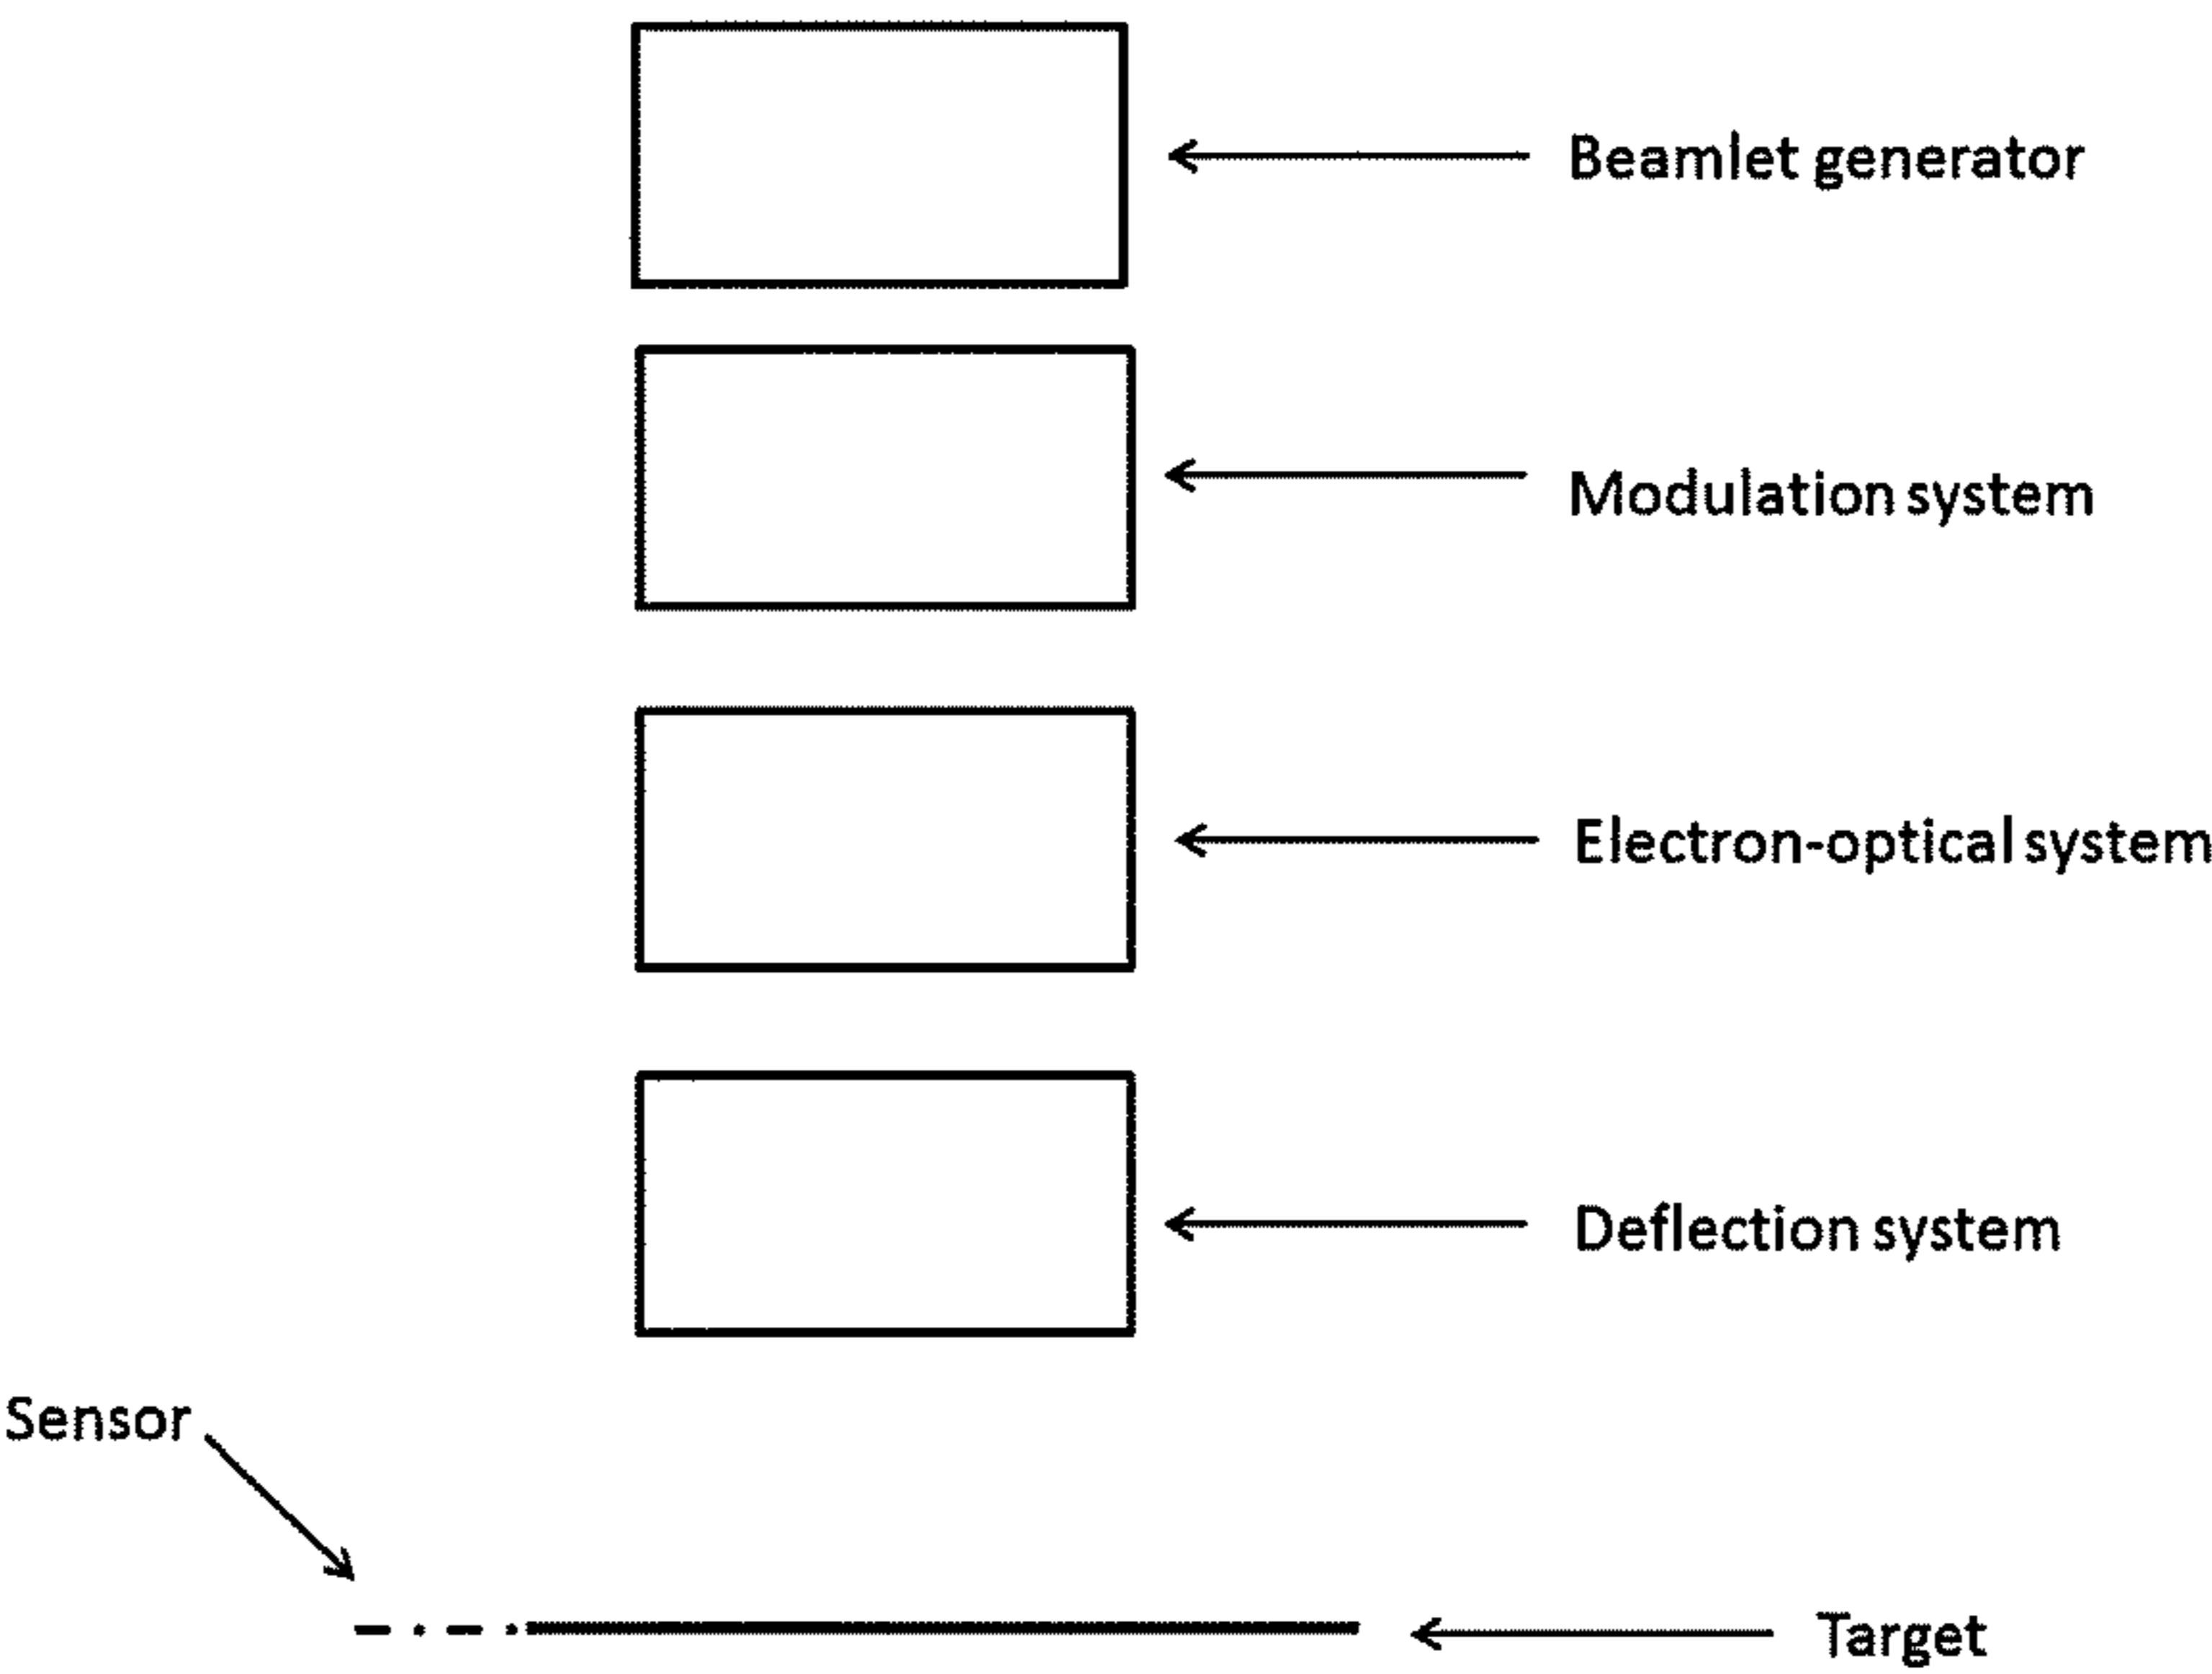 Beamlet generator
Modulation system
Electron-optical system
Deflection system
Sensor
Target